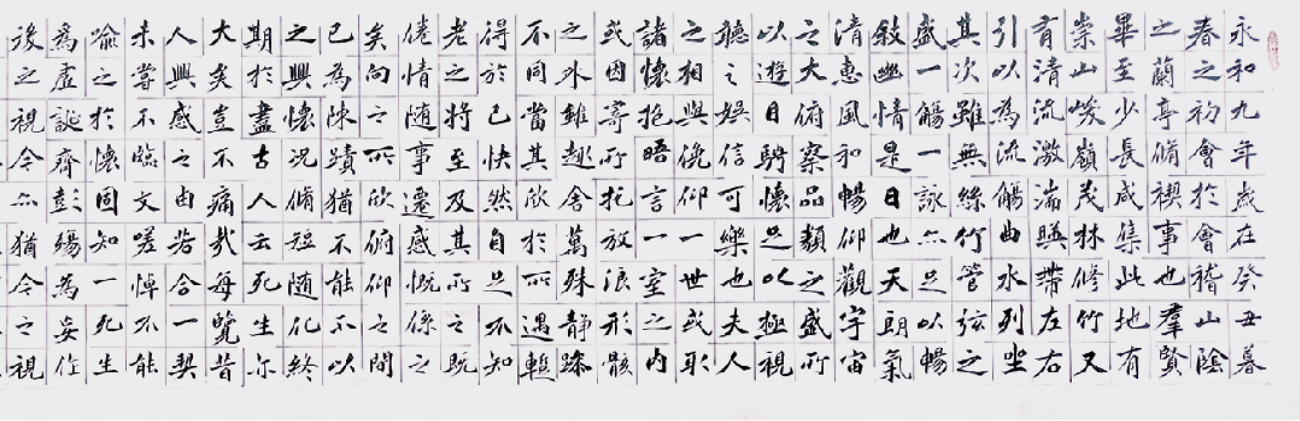 永和九年歲在癸丑暮
春之初會於會稽山陰
之蘭亭脩禊事也羣賢
畢至少長咸集此地有
崇山峻嶺茂林修竹又
有清流激湍暎帶左右
引以為流觴曲水列坐
其次雖無絲竹管弦之
盛一觴一詠亦足以暢
敘幽情是日也天朗氣
清惠風和暢仰觀宇宙
之大俯察品類之盛所
以遊目騁懷足以極視
聽之娛信可樂也夫人
之相與俛仰一世或取
諸懷抱晤言一室之內
或因寄所托放浪形骸
之外雖趣舍萬殊静躁
不同當其欣於所遇暫
得於己快然自足不知
老之將至及其所之既
倦情随事遷感慨係之
矣向之所欣俯仰之間
已為陳蹟猶不能不以
之興懷況脩短随化終
期於盡古人云死生亦
大矣豈不痛哉每覽昔
人興感之由若合一契
未嘗不臨文嗟悼不能
喻之於懷固知一死生
為虛誕齊彭殤為妄作
後之視今亦猶今之視